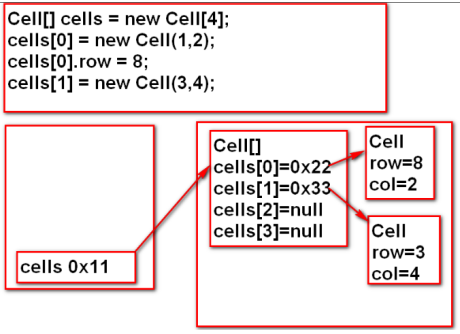 Cell[] cells = new Cell[4];
cells[0] = new Cell(1,2);
cells[0].row = 8;
cells[1] = new Cell(3,4);
cells 0x11
Cell[]
cells[0]=0x22
cells[1]=0x33
cells[2]=null
cells[3]=null
Cell
row=8
col=2
Cell
row=3
col=4